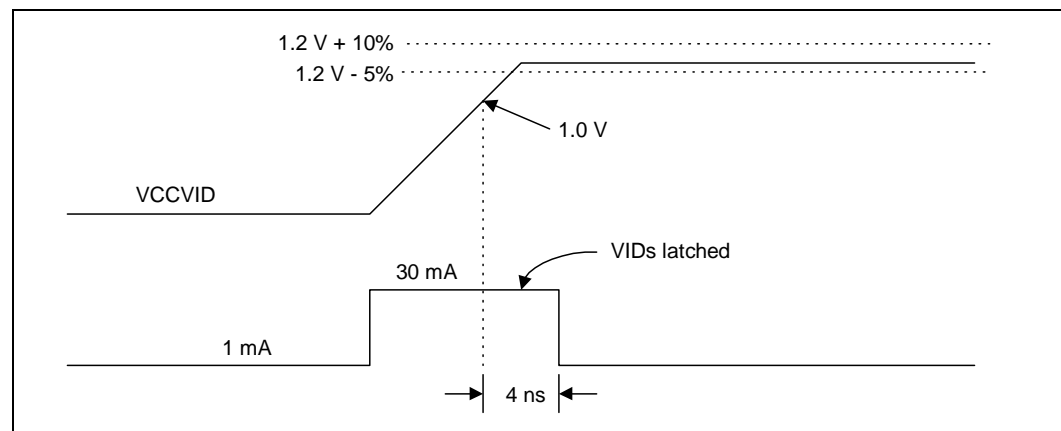 1.2 V + 10%
1.2 V - 5%
1.0 V
VCCVID
VIDs latched
30 mA
1 mA
4 ns